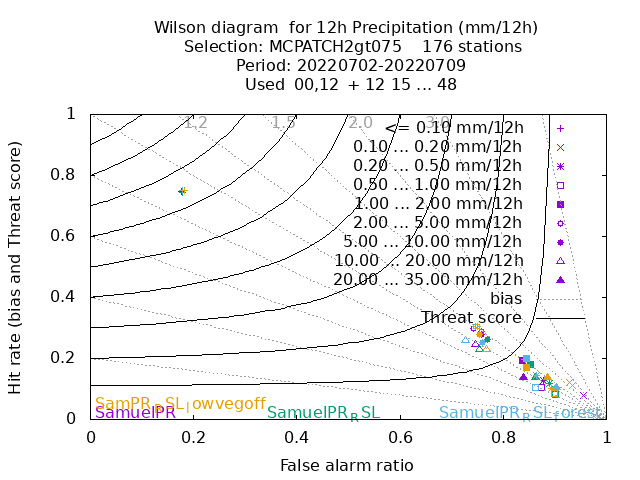 Wilson diagram  for 12h Precipitation (mm/12h)
Selection: MCPATCH2gt075    176 stations
Period: 20220702-20220709
Used  00,12  + 12 15 ... 48
1.2 1.5 2.0 3.0
<= 0.10 mm/12h
0.10 ... 0.20 mm/12h
0.20 ... 0.50 mm/12h
0.50 ... 1.00 mm/12h
1.00 ... 2.00 mm/12h
2.00 ... 5.00 mm/12h
5.00 ... 10.00 mm/12h
10.00 ... 20.00 mm/12h
20.00 ... 35.00 mm/12h
bias
Threat score
1
0.8
0.6
0.4
0.2
0
Hit rate (bias and Threat score)
SamPR_RSL_lowvegoff
SamuelPR SamuelPR_RSL SamuelPR_RSL_forest
0 0.2 0.4 0.6 0.8 1
False alarm ratio